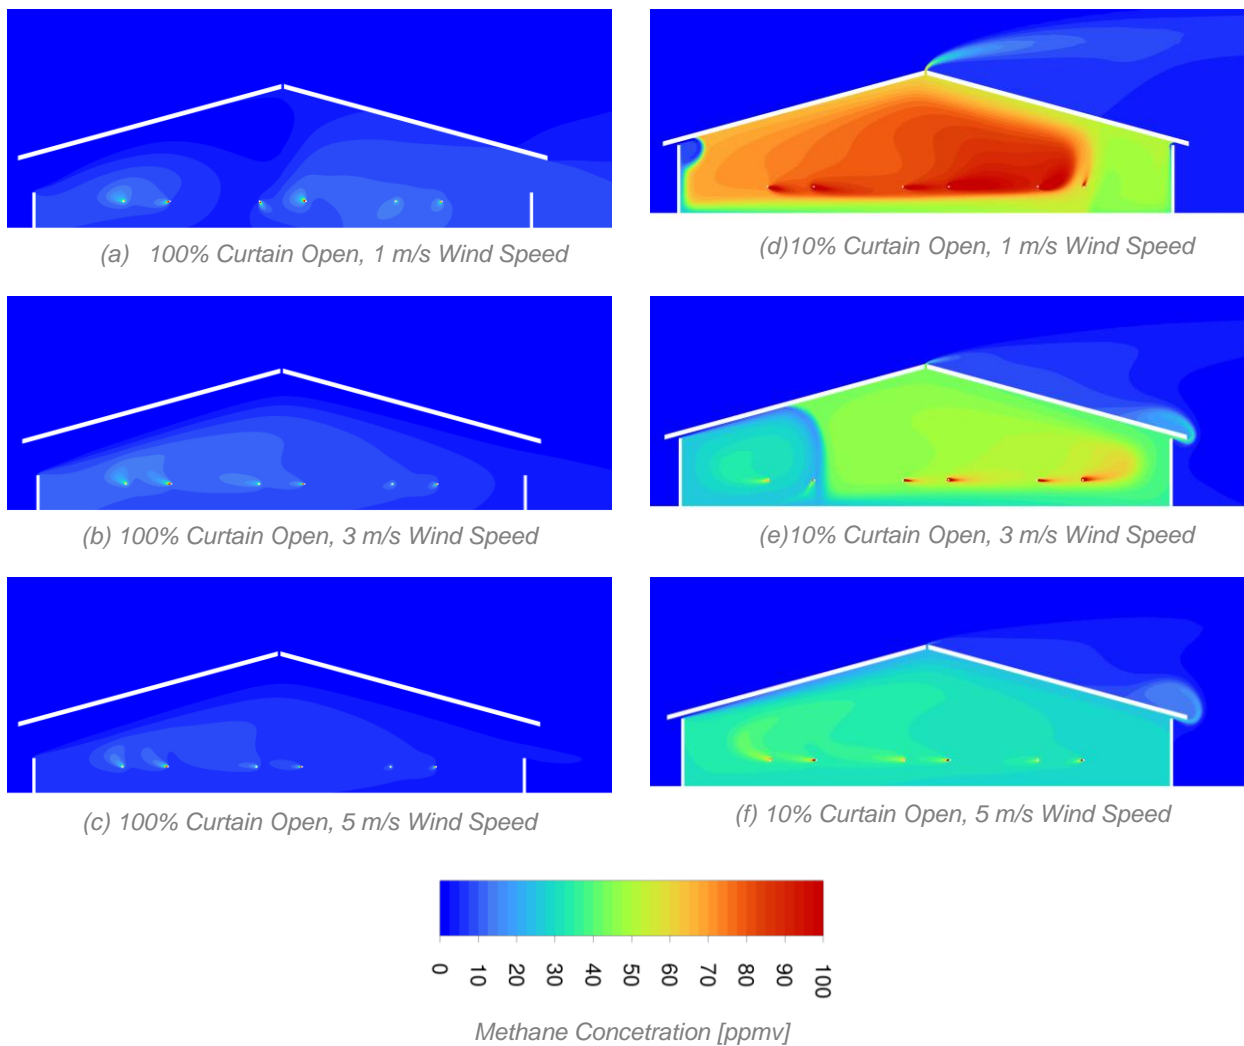 (a) 100% Curtain Open, 1 m/s Wind Speed
(d)10% Curtain Open, 1 m/s Wind Speed
(b) 100% Curtain Open, 3 m/s Wind Speed
(e)10% Curtain Open, 3 m/s Wind Speed
(c) 100% Curtain Open, 5 m/s Wind Speed
(f) 10% Curtain Open, 5 m/s Wind Speed
0 10 20 30 40 50 60 70 80 90 100
Methane Concetration [ppmv]